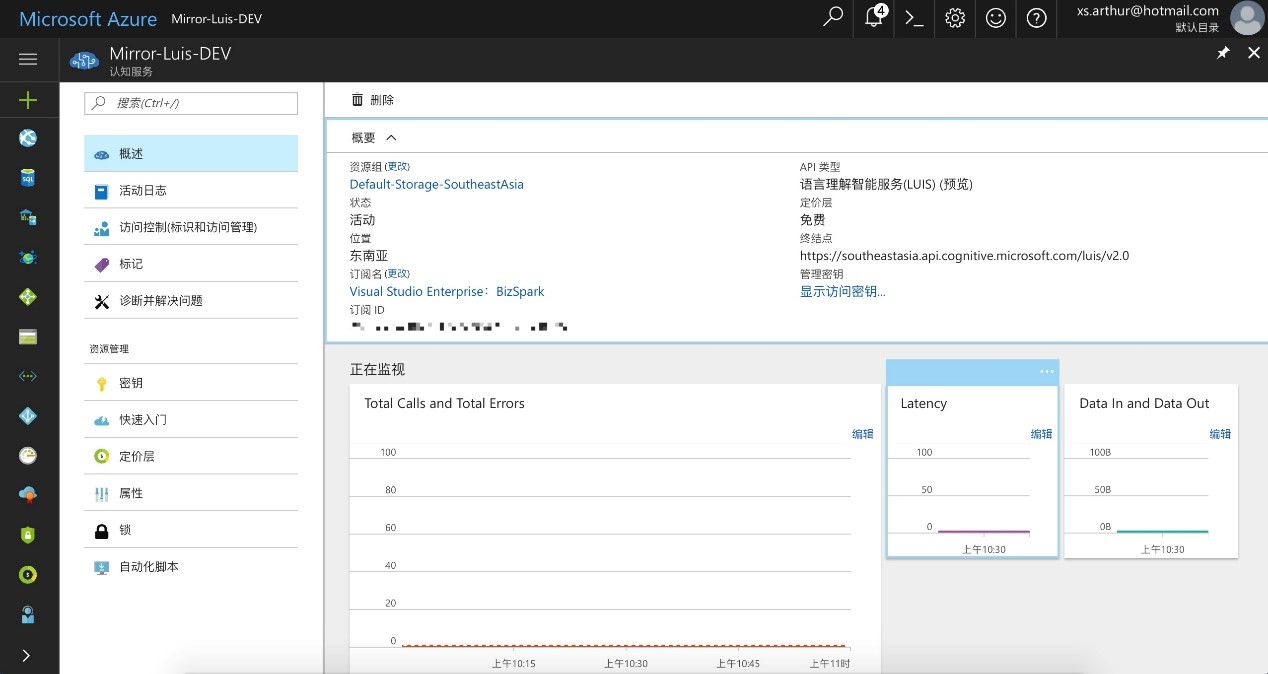 Microsoft Azure Mirror-Luis-DEV
4
xs.arthur@hotmail.com
默认目录
Mirror-Luis-DEV
认知服务
搜索(Ctrl+/)
概述
活动日志
访问控制(标识和访问管理)
标记
诊断并解决问题
资源管理
密钥
快速入门
定价层
属性
锁
自动化脚本
删除
概要
资源组 (更改)
Default-Storage-SoutheastAsia
状态
活动
位置
东南亚
订阅名 (更改)
Visual Studio Enterprise：BizSpark
订阅 ID
API 类型
语言理解智能服务(LUIS) (预览)
定价层
免费
终结点
https://southeastasia.api.cognitive.microsoft.com/luis/v2.0
管理密钥
显示访问密钥...
正在监视
Total Calls and Total Errors
编辑
100
80
60
40
20
0
上午10:15 上午10:30 上午10:45 上午11时
Latency
编辑
100
50
0
上午10:30
Data In and Data Out
编辑
100B
50B
0B
上午10:30